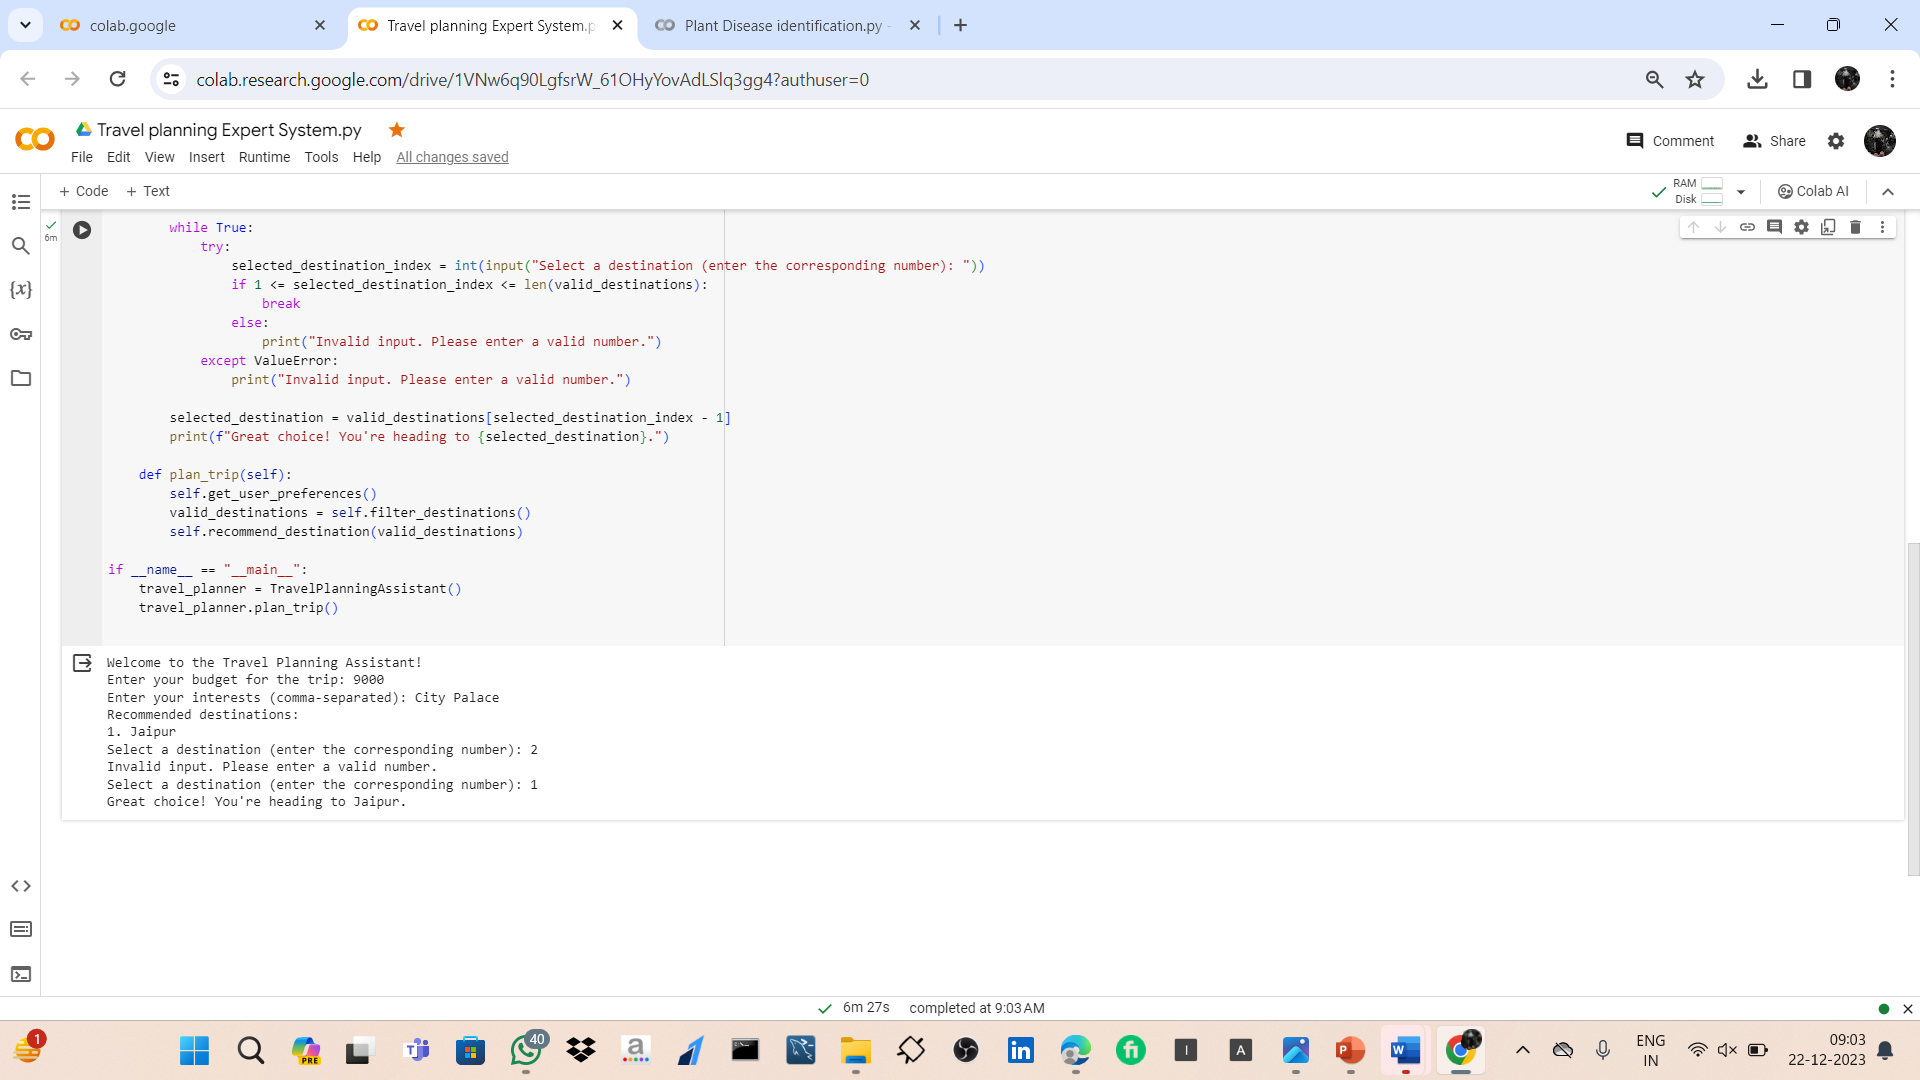 colab.google
Travel planning Expert System.p
Plant Disease identification.py -
colab.research.google.com/drive/1VNw6q90LgfsrW_61OHyYovAdLSlq3gg4?authuser=0
Travel planning Expert System.py
File Edit View Insert Runtime Tools Help All changes saved
Comment
Share
+ Code + Text
RAM
Disk
Colab AI
6m
while True:
try:
selected_destination_index = int(input("Select a destination (enter the corresponding number): "))
if 1 <= selected_destination_index <= len(valid_destinations):
break
else:
print("Invalid input. Please enter a valid number.")
except ValueError:
print("Invalid input. Please enter a valid number.")
selected_destination = valid_destinations[selected_destination_index - 1]
print(f"Great choice! You're heading to {selected_destination}.")
def plan_trip(self):
self.get_user_preferences()
valid_destinations = self.filter_destinations()
self.recommend_destination(valid_destinations)
if __name__ == "__main__":
travel_planner = TravelPlanningAssistant()
travel_planner.plan_trip()
Welcome to the Travel Planning Assistant!
Enter your budget for the trip: 9000
Enter your interests (comma-separated): City Palace
Recommended destinations:
1. Jaipur
Select a destination (enter the corresponding number): 2
Invalid input. Please enter a valid number.
Select a destination (enter the corresponding number): 1
Great choice! You're heading to Jaipur.
6m 27s completed at 9:03 AM
1
PRE
40
ENG
IN
09:03
22-12-2023